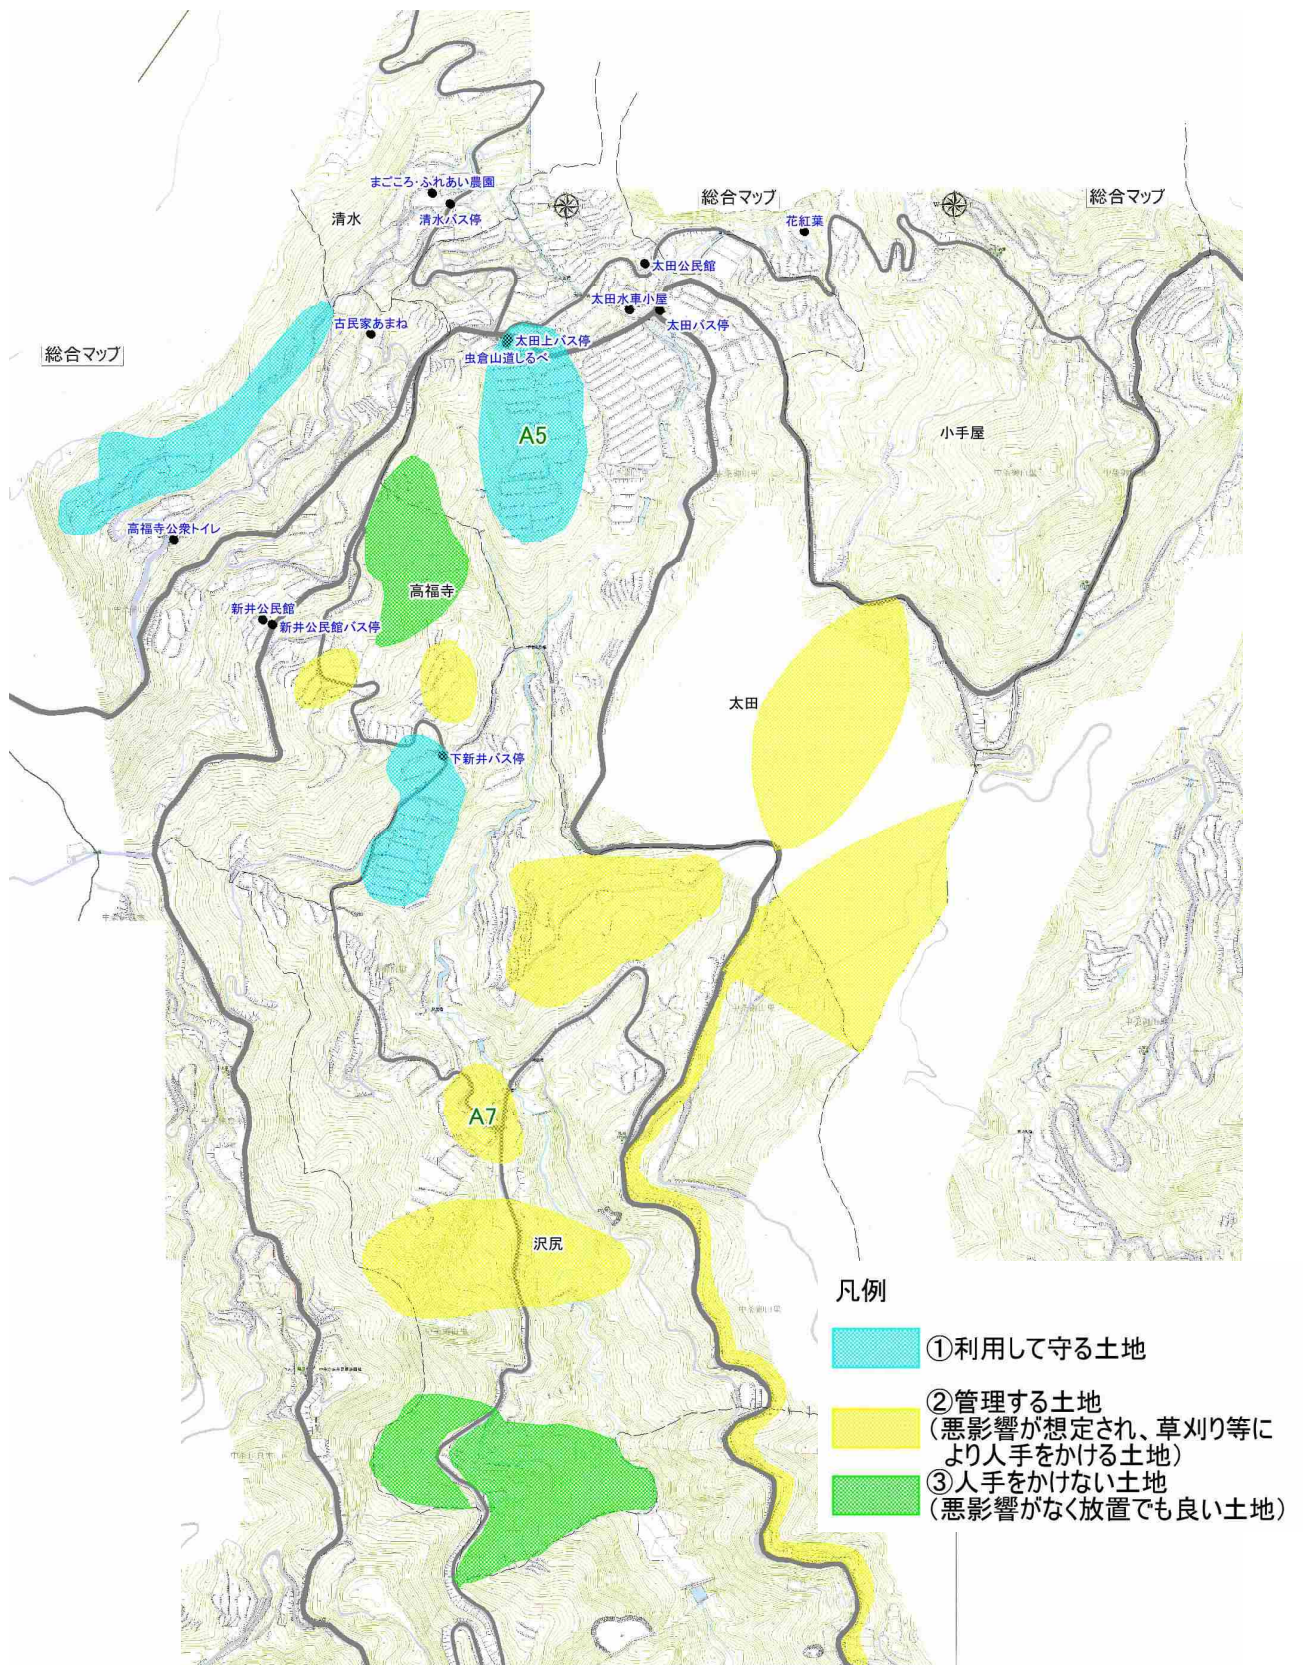 まごころ・ふれあい農園
清水バス停
清水
総合マップ
総合マップ
花紅葉
太田公民館
太田水車小屋
太田バス停
古民家あまね
総合マップ
太田上バス停
虫倉山道しるべ
A5
小手屋
高福寺公衆トイレ
高福寺
新井公民館
新井公民館バス停
太田
下新井バス停
A7
沢尻
凡例
①利用して守る土地
②管理する土地
(悪影響が想定され、草刈り等に
より人手をかける土地)
③人手をかけない土地
(悪影響がなく放置でも良い土地)